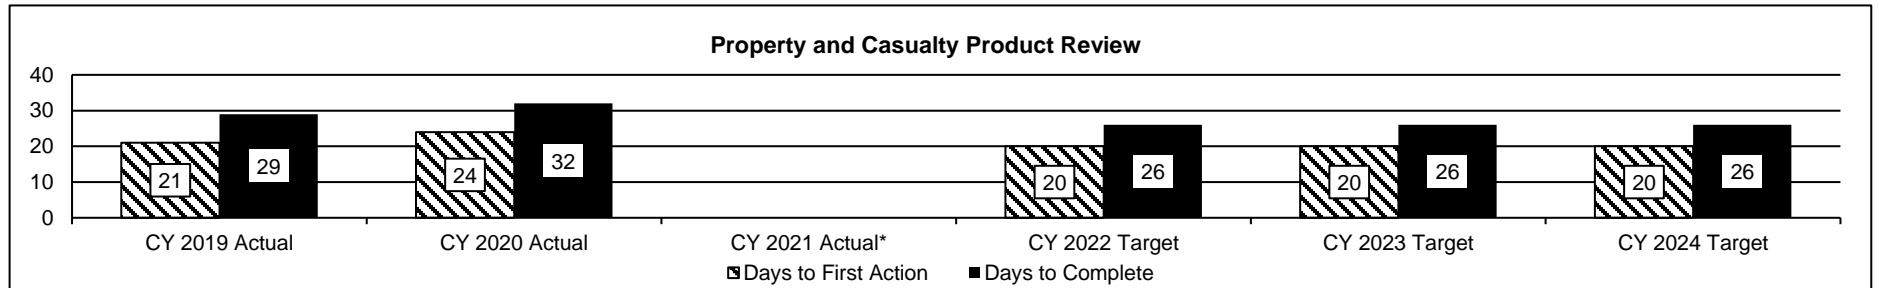 Property and Casualty Product Review
40
30
20
10
0
21
29
24
32
20
26
20
26
20
26
CY 2019 Actual
CY 2020 Actual
CY 2021 Actual*
CY 2022 Target
CY 2023 Target
CY 2024 Target
Days to First Action
Days to Complete